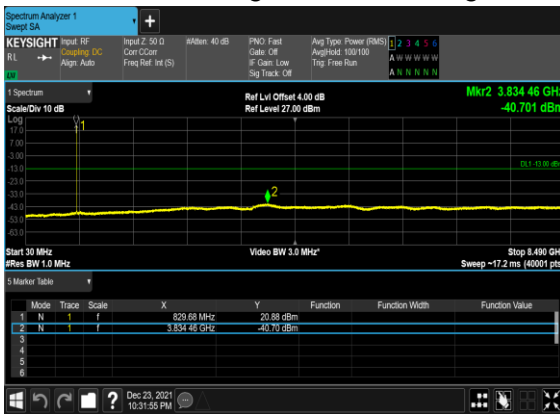 Spectrum Analyzer 1
Swept SA
+
KEYSIGHT Input: RF Input Z: 50 Ω #Atten: 40 dB PNO: Fast Avg Type: Power (RMS) 1 2 3 4 5 6
RL Coupling: DC Corr CCorr Gate: Off Avg|Hold: 100/100 A W W W W W
Align: Auto Freq Ref: Int (S) IF Gain: Low Trig: Free Run
LV Sig Track: Off A N N N N N
1 Spectrum Ref Lvl Offset 4.00 dB Mkr2 3.834 46 GHz
Scale/Div 10 dB Ref Level 27.00 dBm -40.701 dBm
Log
17.0
7.00
-3.00
-13.0
-23.0
-33.0
-43.0
-53.0
-63.0
1
DL1 -13.00 dBm
2
Start 30 MHz Video BW 3.0 MHz* Stop 8.490 GHz
#Res BW 1.0 MHz Sweep ~17.2 ms (40001 pts)
5 Marker Table
Mode Trace Scale X Y Function Function Width Function Value
1 N 1 f 829.68 MHz 20.88 dBm
2 N 1 f 3.834 46 GHz -40.70 dBm
3
4
5
6
? Dec 23, 2021
10:31:55 PM